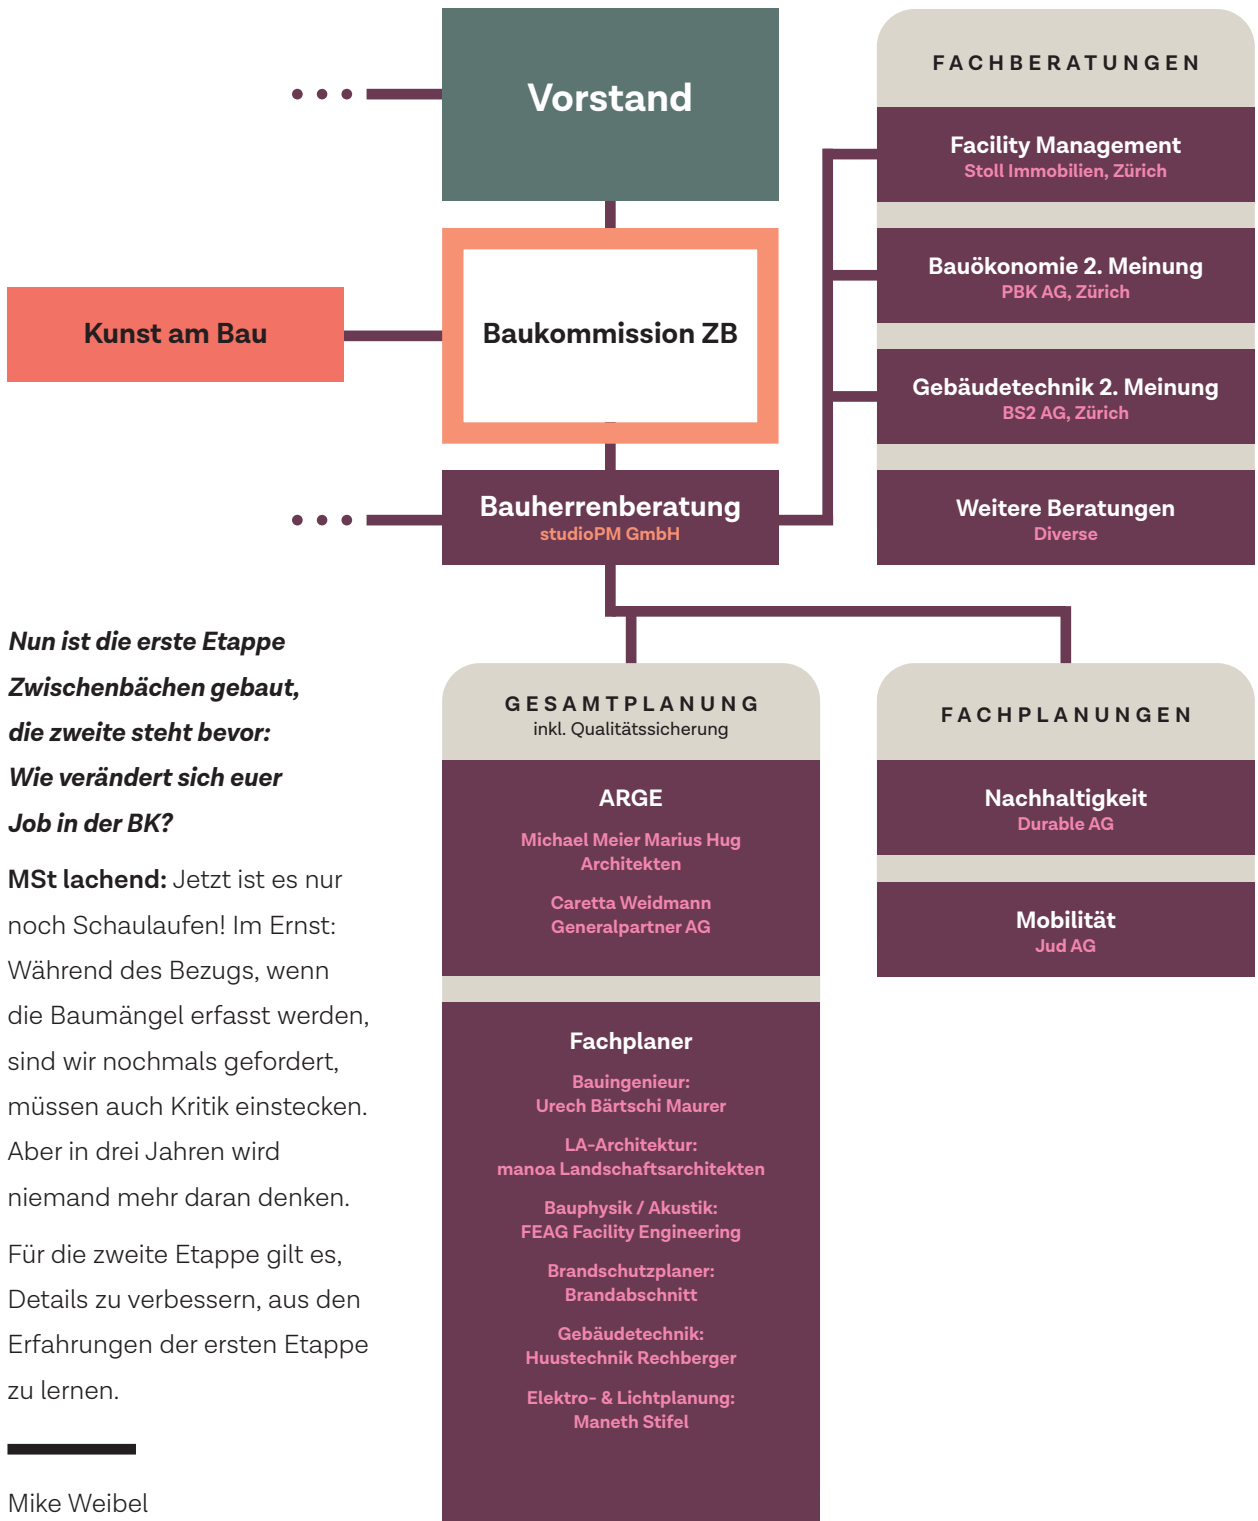 Vorstand
Kunst am Bau
Baukommission ZB
Bauherrenberatung
studioPM GmbH
FACHBERATUNGEN
Facility Management
Stoll Immobilien, Zürich
Bauökonomie 2. Meinung
PBK AG, Zürich
Gebäudetechnik 2. Meinung
BS2 AG, Zürich
Weitere Beratungen
Diverse
Nun ist die erste Etappe
Zwischenbächen gebaut,
die zweite steht bevor:
Wie verändert sich euer
Job in der BK?
MSt lachend: Jetzt ist es nur
noch Schaulaufen! Im Ernst:
Während des Bezugs, wenn
die Baumängel erfasst werden,
sind wir nochmals gefordert,
müssen auch Kritik einstecken.
Aber in drei Jahren wird
niemand mehr daran denken.
Für die zweite Etappe gilt es,
Details zu verbessern, aus den
Erfahrungen der ersten Etappe
zu lernen.
Mike Weibel
GESAMTPLANUNG
inkl. Qualitätssicherung
ARGE
Michael Meier Marius Hug
Architekten
Caretta Weidmann
Generalpartner AG
Fachplaner
Bauingenieur:
Urech Bärtschi Maurer
LA-Architektur:
manoa Landschaftsarchitekten
Bauphysik / Akustik:
FEAG Facility Engineering
Brandschutzplaner:
Brandabschnitt
Gebäudetechnik:
Huustechnik Rechberger
Elektro- & Lichtplanung:
Maneth Stifel
FACHPLANUNGEN
Nachhaltigkeit
Durable AG
Mobilität
Jud AG